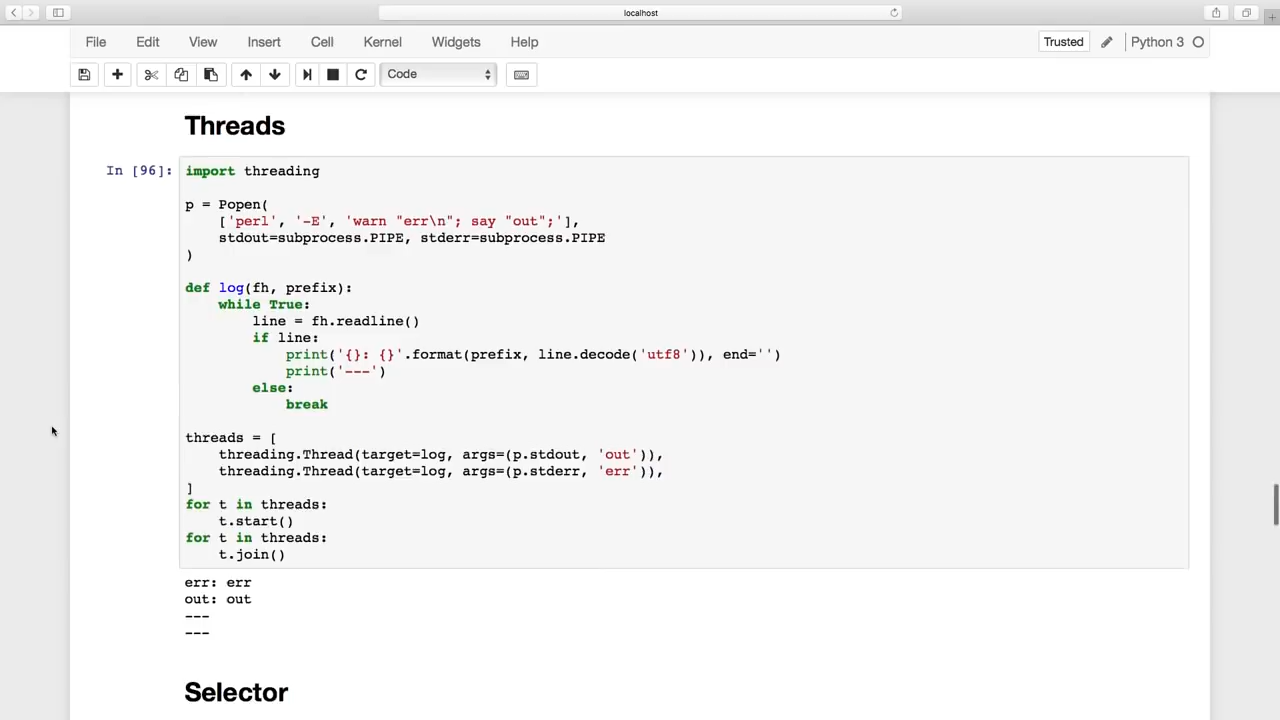 localhost
File Edit View Insert Cell Kernel Widgets Help Trusted Python 3
Code
Threads
In [96]:
import threading
p = Popen(
    ['perl', '-E', 'warn "err\n"; say "out";'],
    stdout=subprocess.PIPE, stderr=subprocess.PIPE
)
def log(fh, prefix):
    while True:
        line = fh.readline()
        if line:
            print('{}: {}'.format(prefix, line.decode('utf8')), end='')
            print('---')
        else:
            break
threads = [
    threading.Thread(target=log, args=(p.stdout, 'out')),
    threading.Thread(target=log, args=(p.stderr, 'err')),
]
for t in threads:
    t.start()
for t in threads:
    t.join()
err: err
out: out
---
---
Selector